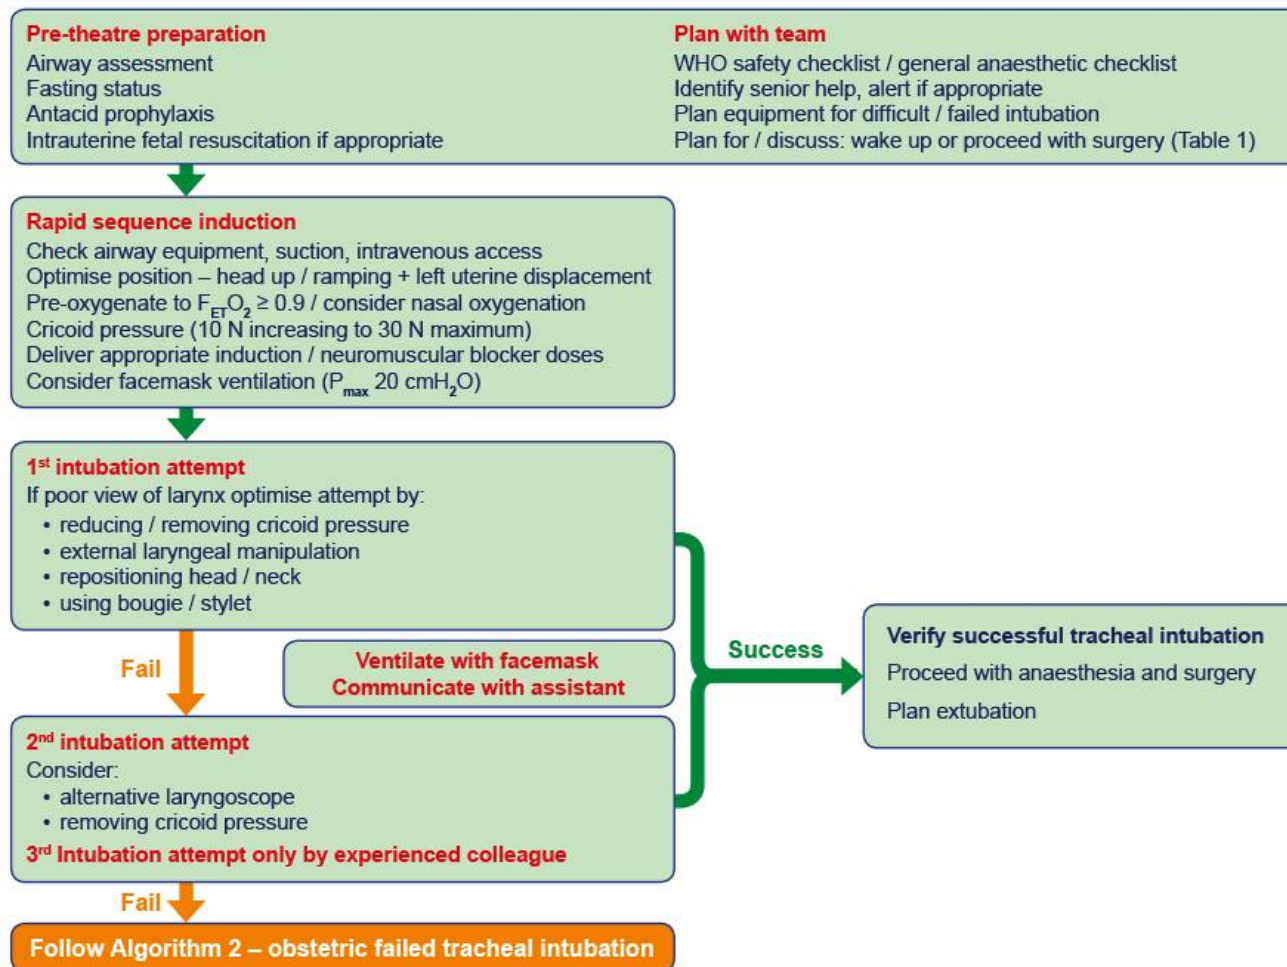 Pre-theatre preparation
Airway assessment
Fasting status
Antacid prophylaxis
Intrauterine fetal resuscitation if appropriate
Plan with team
WHO safety checklist / general anaesthetic checklist
Identify senior help, alert if appropriate
Plan equipment for difficult / failed intubation
Plan for / discuss: wake up or proceed with surgery (Table 1)
Rapid sequence induction
Check airway equipment, suction, intravenous access
Optimise position – head up / ramping + left uterine displacement
Pre-oxygenate to FETO2 ≥ 0.9 / consider nasal oxygenation
Cricoid pressure (10 N increasing to 30 N maximum)
Deliver appropriate induction / neuromuscular blocker doses
Consider facemask ventilation (Pmax 20 cmH2O)
1st intubation attempt
If poor view of larynx optimise attempt by:
• reducing / removing cricoid pressure
• external laryngeal manipulation
• repositioning head / neck
• using bougie / stylet
Fail
Ventilate with facemask
Communicate with assistant
Success
Verify successful tracheal intubation
Proceed with anaesthesia and surgery
Plan extubation
2nd intubation attempt
Consider:
• alternative laryngoscope
• removing cricoid pressure
3rd Intubation attempt only by experienced colleague
Fail
Follow Algorithm 2 – obstetric failed tracheal intubation